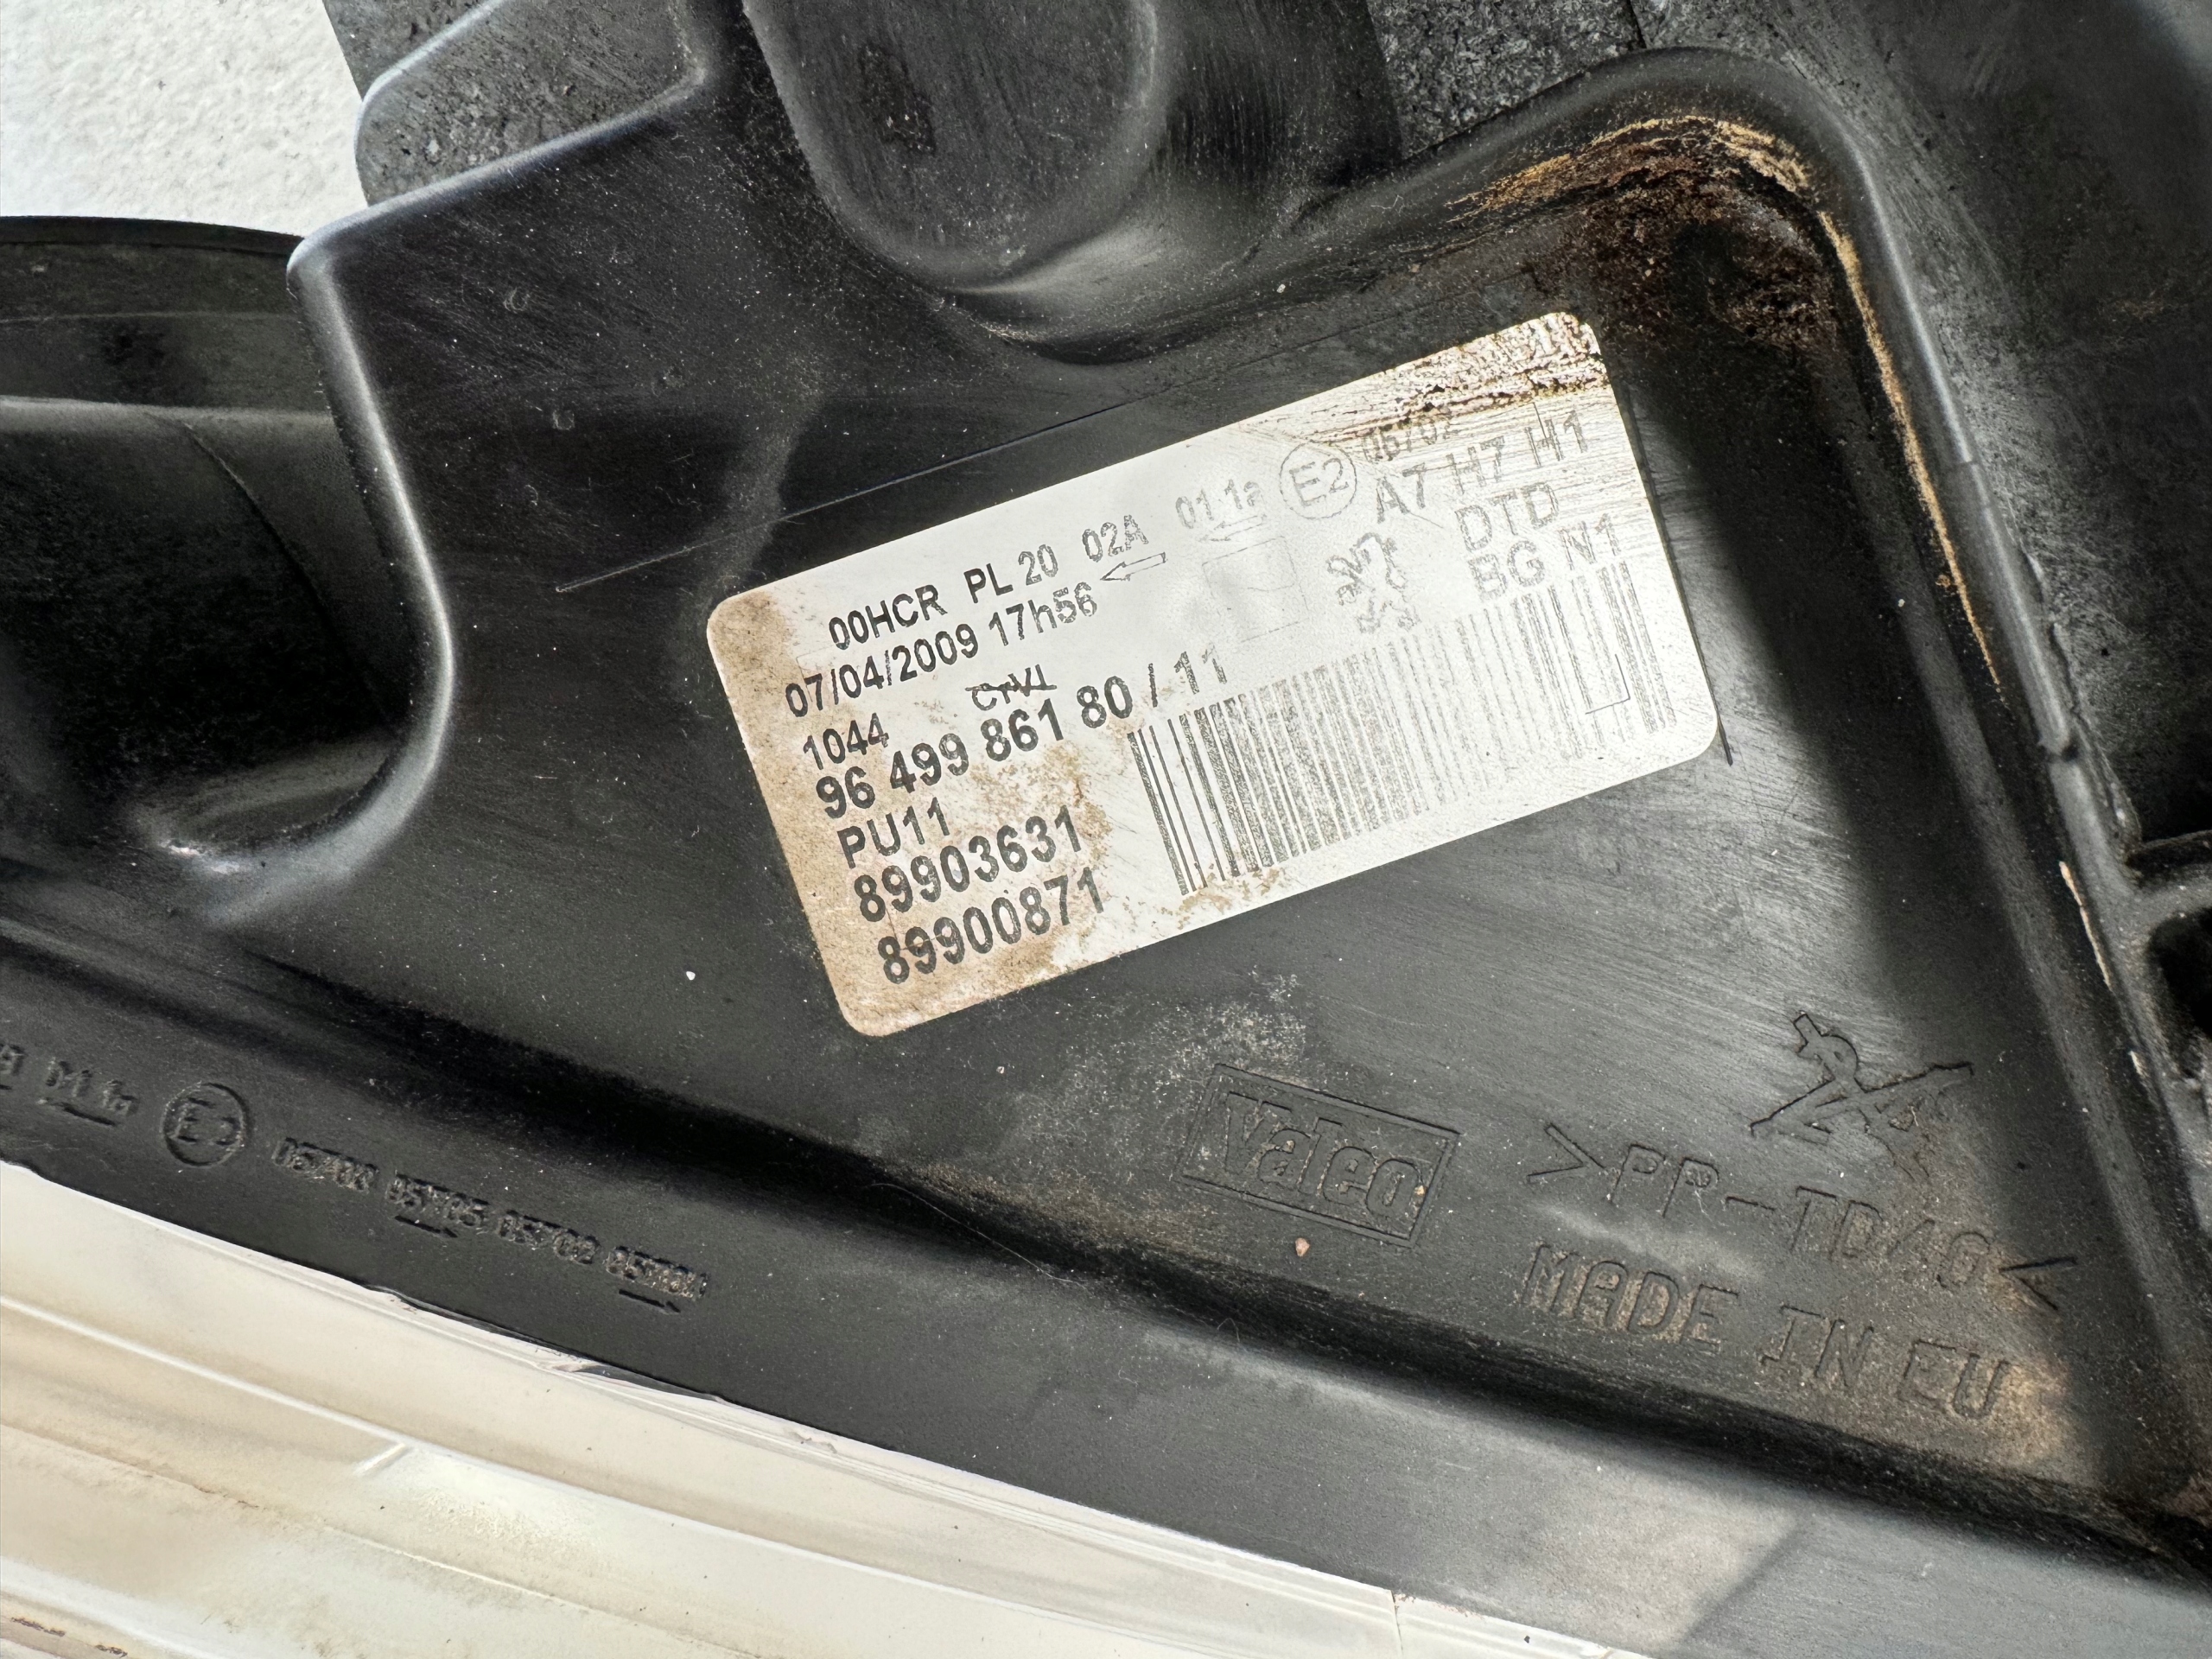 05702
00HCR PL 20 02A 01 1a E2 A7 H7 H1
07/04/2009 17h56 DTD
1044 BG N1
96 499 861 80 / 11
PU11
89903631
89900871
Valeo
>PP-TD40<
MADE IN EU